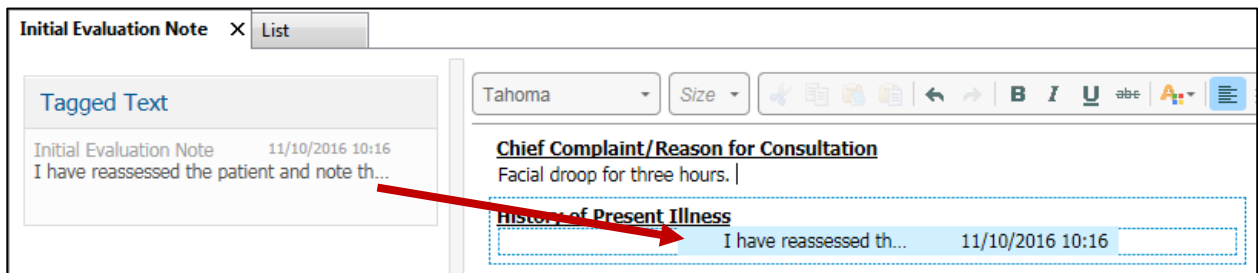 Initial Evaluation Note X List
Tagged Text
Initial Evaluation Note 11/10/2016 10:16
I have reassessed the patient and note th...
Tahoma Size B I U abc A
Chief Complaint/Reason for Consultation
Facial droop for three hours.
History of Present Illness
I have reassessed th... 11/10/2016 10:16